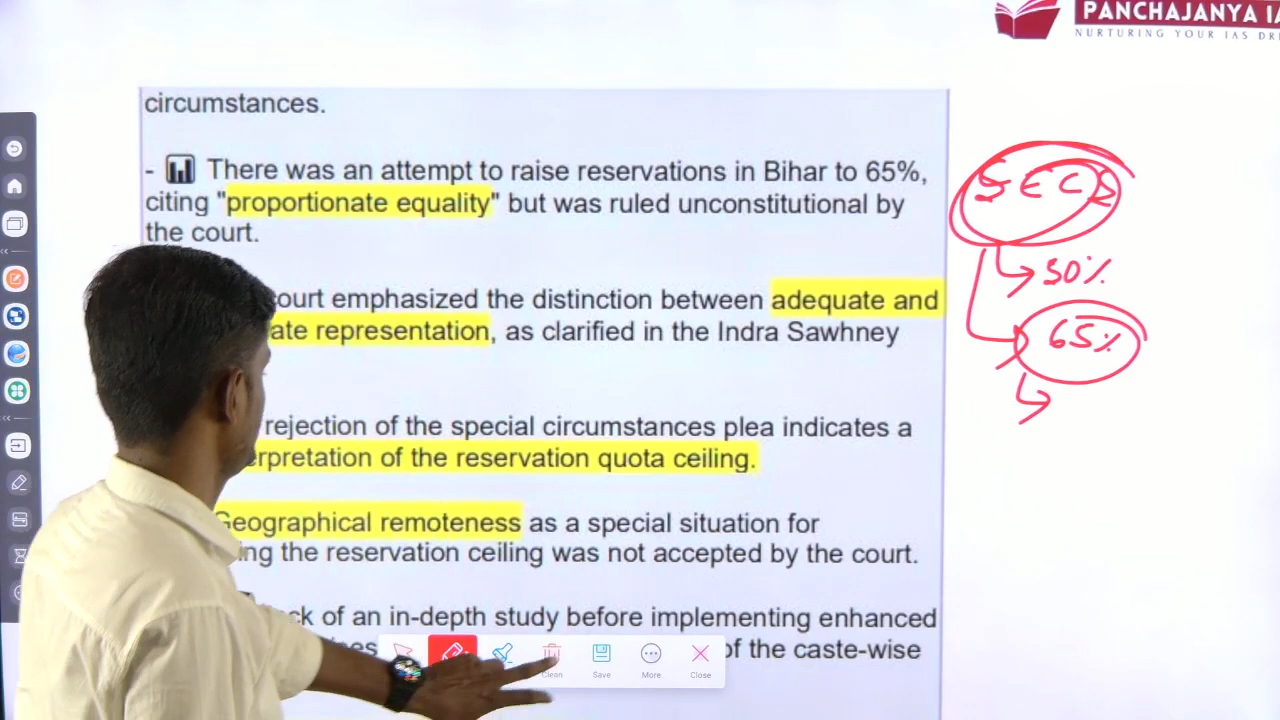 PANCHAJANYA IA
NURTURING YOUR IAS DRE
circumstances.
- There was an attempt to raise reservations in Bihar to 65%,
citing "proportionate equality" but was ruled unconstitutional by
the court.
court emphasized the distinction between adequate and
ate representation, as clarified in the Indra Sawhney
rejection of the special circumstances plea indicates a
erpretation of the reservation quota ceiling.
Geographical remoteness as a special situation for
ing the reservation ceiling was not accepted by the court.
ck of an in-depth study before implementing enhanced
of the caste-wise
Clean Save More Close
50%
65%